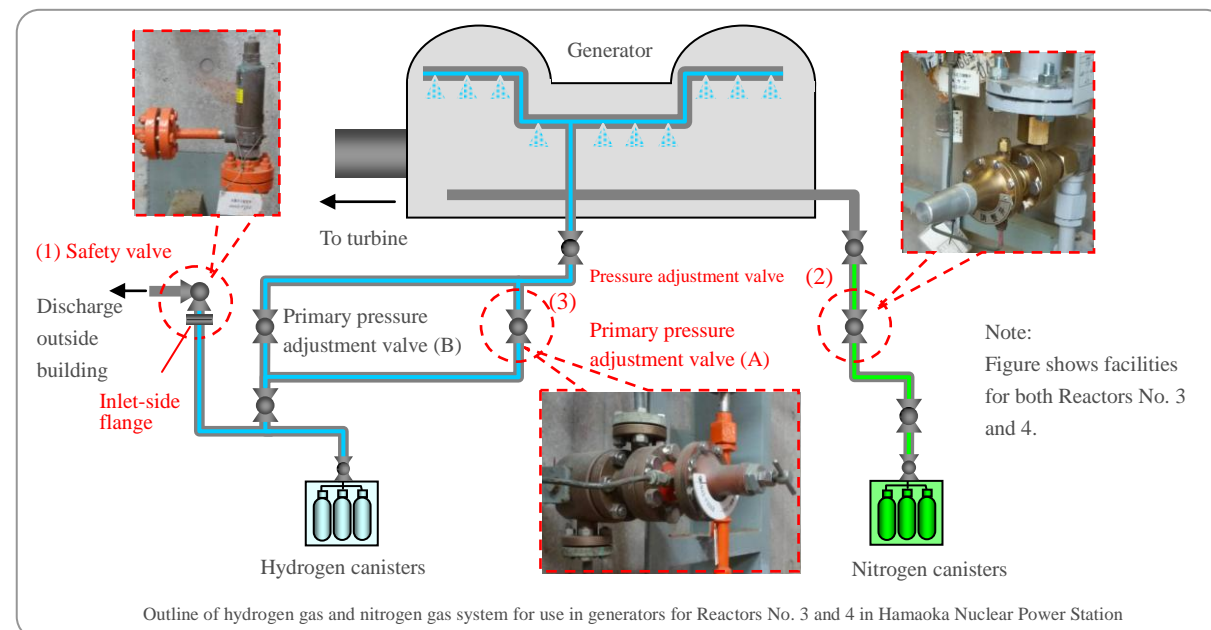 Generator
To turbine
(1) Safety valve
Discharge
outside
building
Inlet-side
flange
Primary pressure
adjustment valve (B)
(3)
Pressure adjustment valve
(2)
Primary pressure
adjustment valve (A)
Note:
Figure shows facilities
for both Reactors No. 3
and 4.
Hydrogen canisters
Nitrogen canisters
Outline of hydrogen gas and nitrogen gas system for use in generators for Reactors No. 3 and 4 in Hamaoka Nuclear Power Station